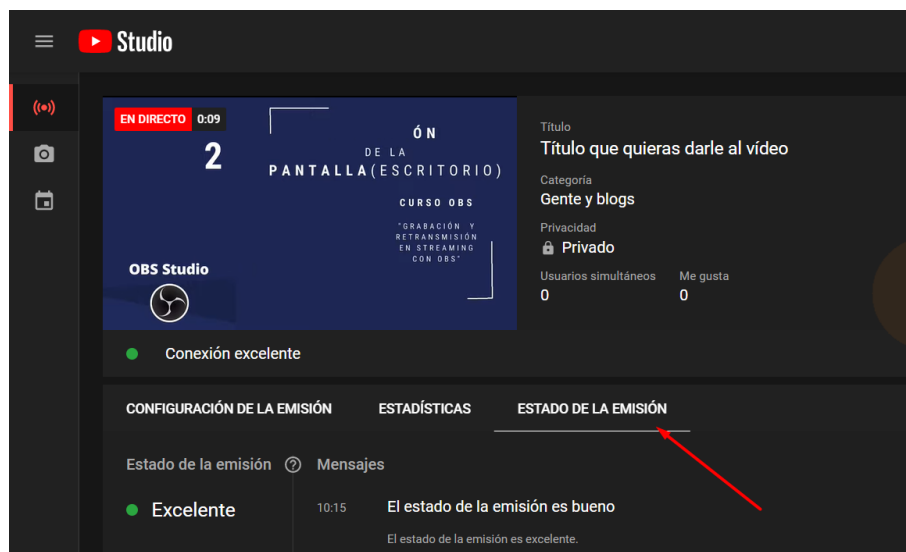 Studio
EN DIRECTO 0:09
2
ÓN
DE LA
PANTALLA(ESCRITORIO)
CURSO OBS
"GRABACIÓN Y
RETRANSMISIÓN
EN STREAMING
CON OBS"
OBS Studio
Título
Título que quieras darle al vídeo
Categoría
Gente y blogs
Privacidad
Privado
Usuarios simultáneos Me gusta
0 0
Conexión excelente
CONFIGURACIÓN DE LA EMISIÓN ESTADÍSTICAS ESTADO DE LA EMISIÓN
Estado de la emisión ? Mensajes
Excelente 10:15 El estado de la emisión es bueno
El estado de la emisión es excelente.